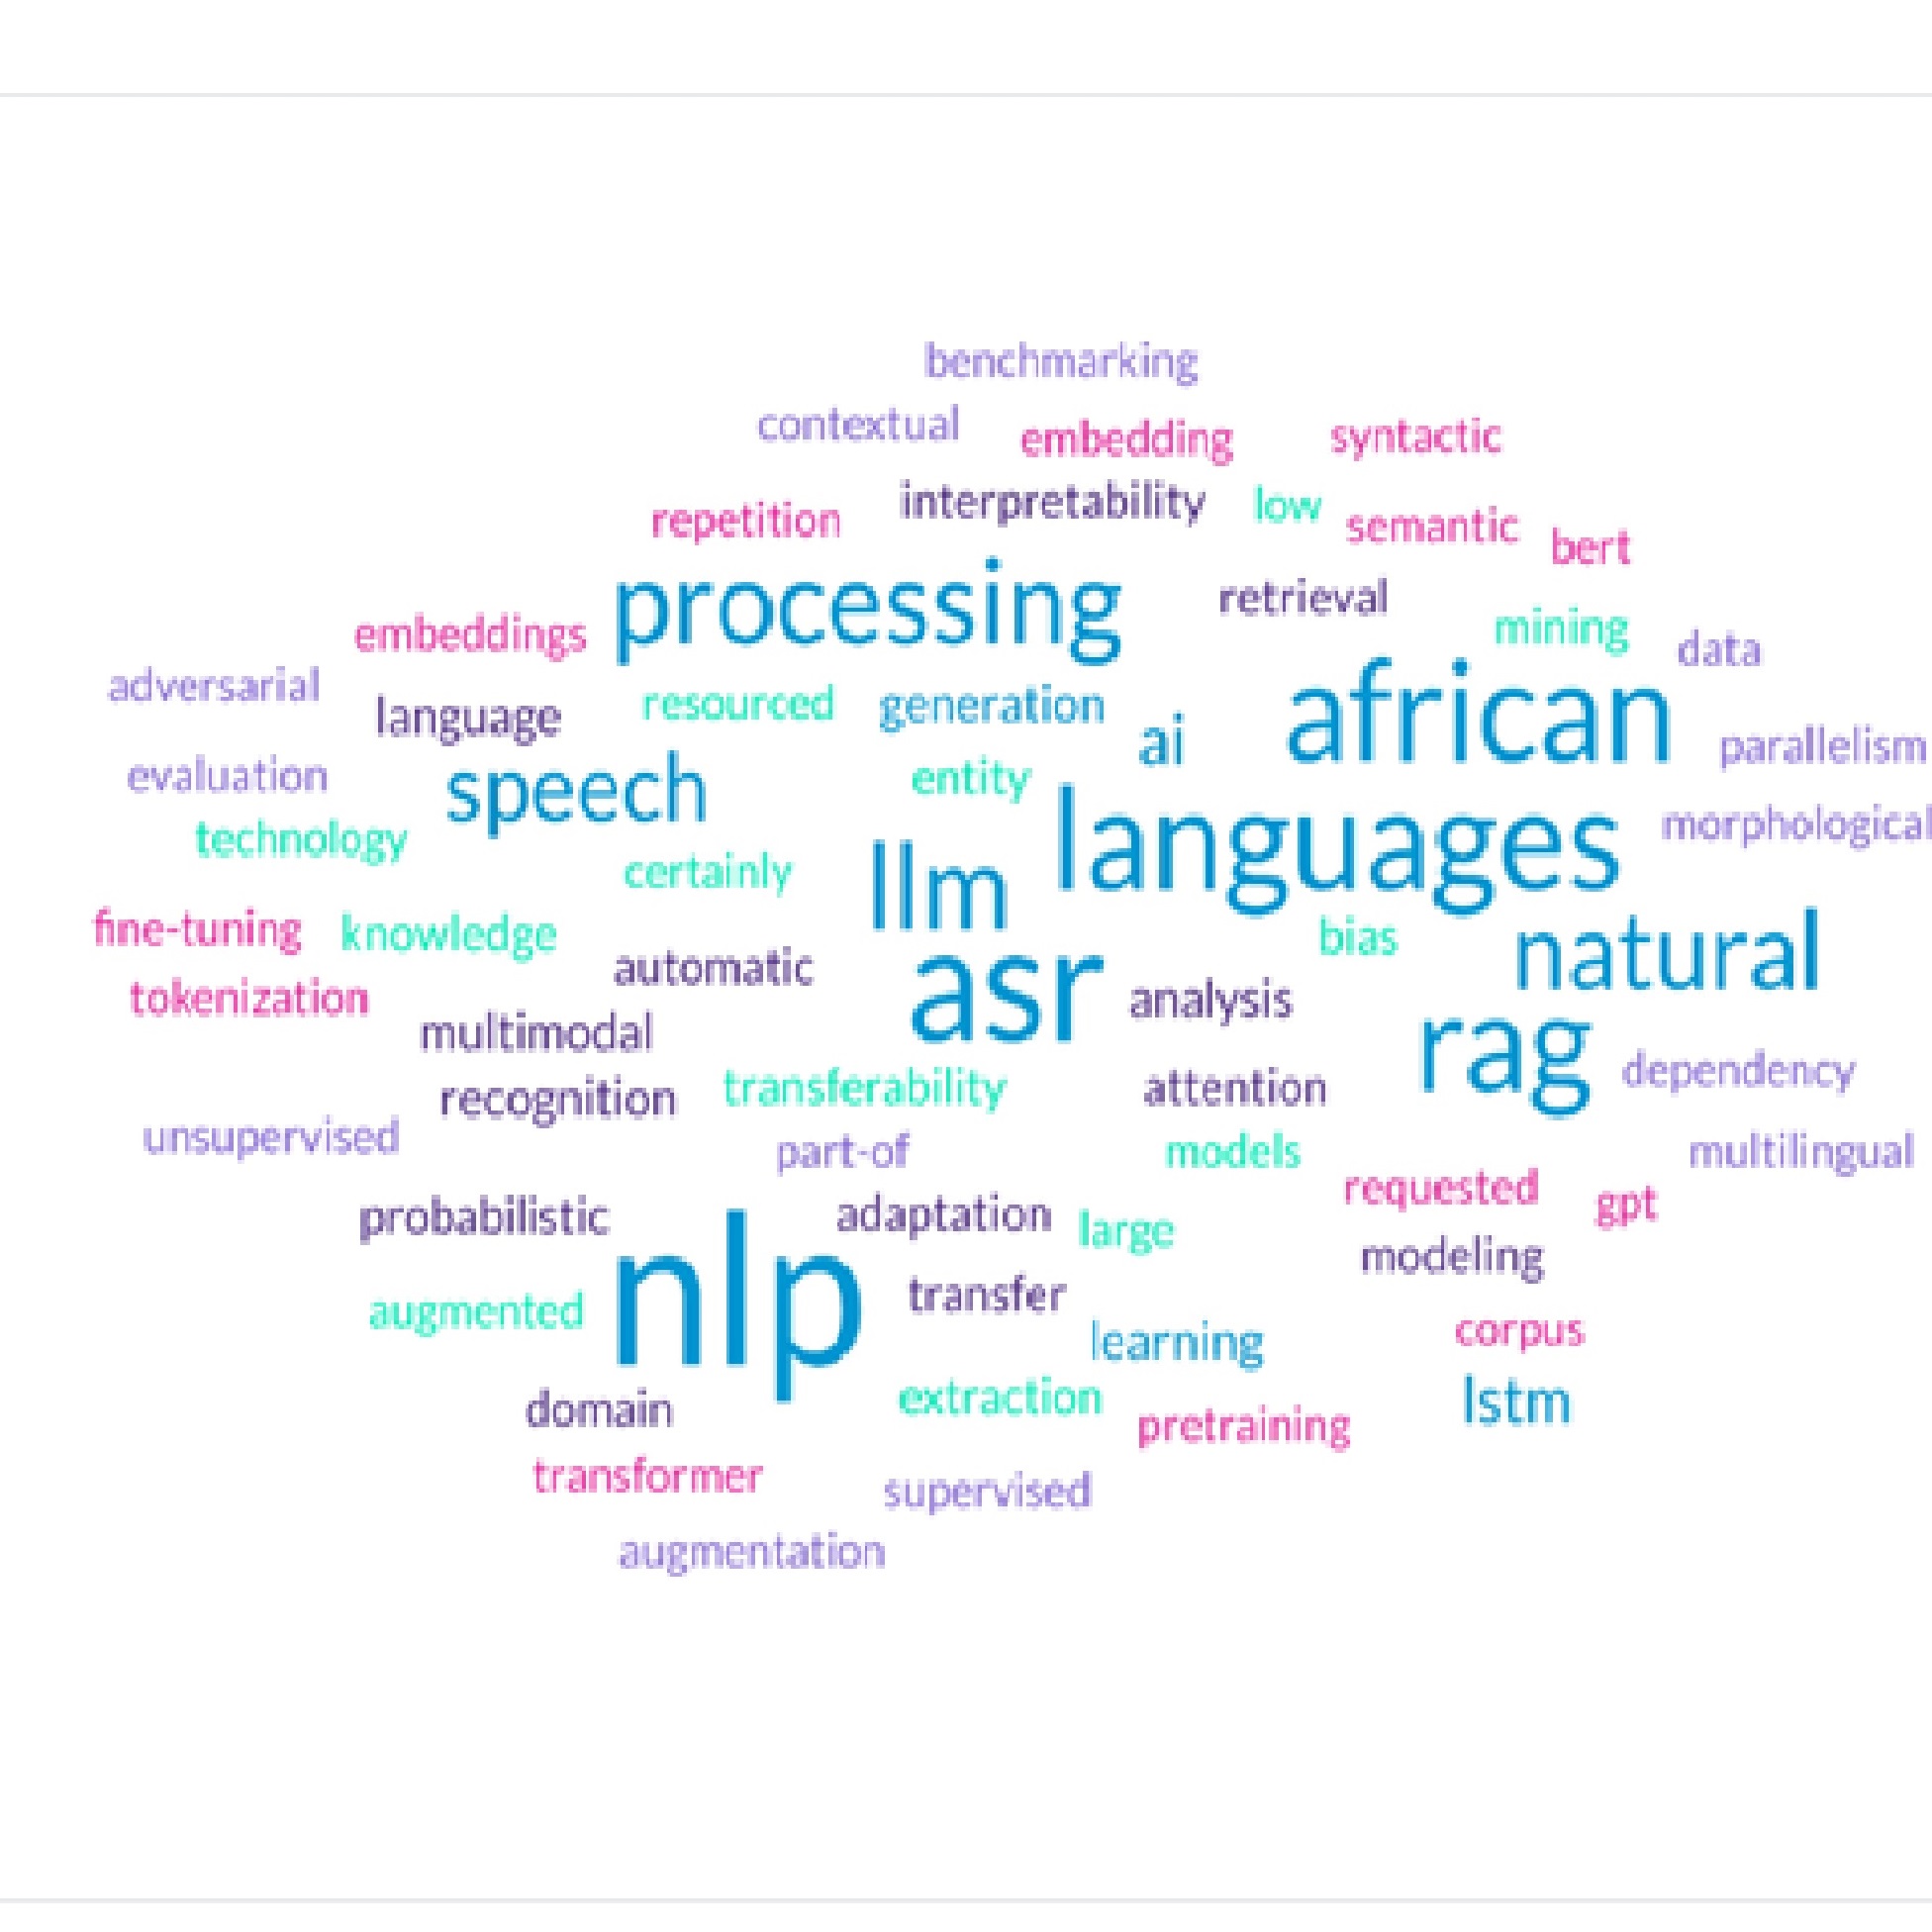 benchmarking
contextual embedding syntactic
repetition interpretability low semantic bert
processing retrieval
embeddings mining data
adversarial language resourced generation ai african parallelism
evaluation speech entity languages morphological
technology certainly llm
fine-tuning knowledge automatic bias natural
tokenization multimodal asr analysis rag
recognition transferability attention dependency
unsupervised part-of models multilingual
probabilistic adaptation large requested gpt
nlp modeling
augmented transfer learning corpus
domain extraction pretraining lstm
transformer supervised
augmentation